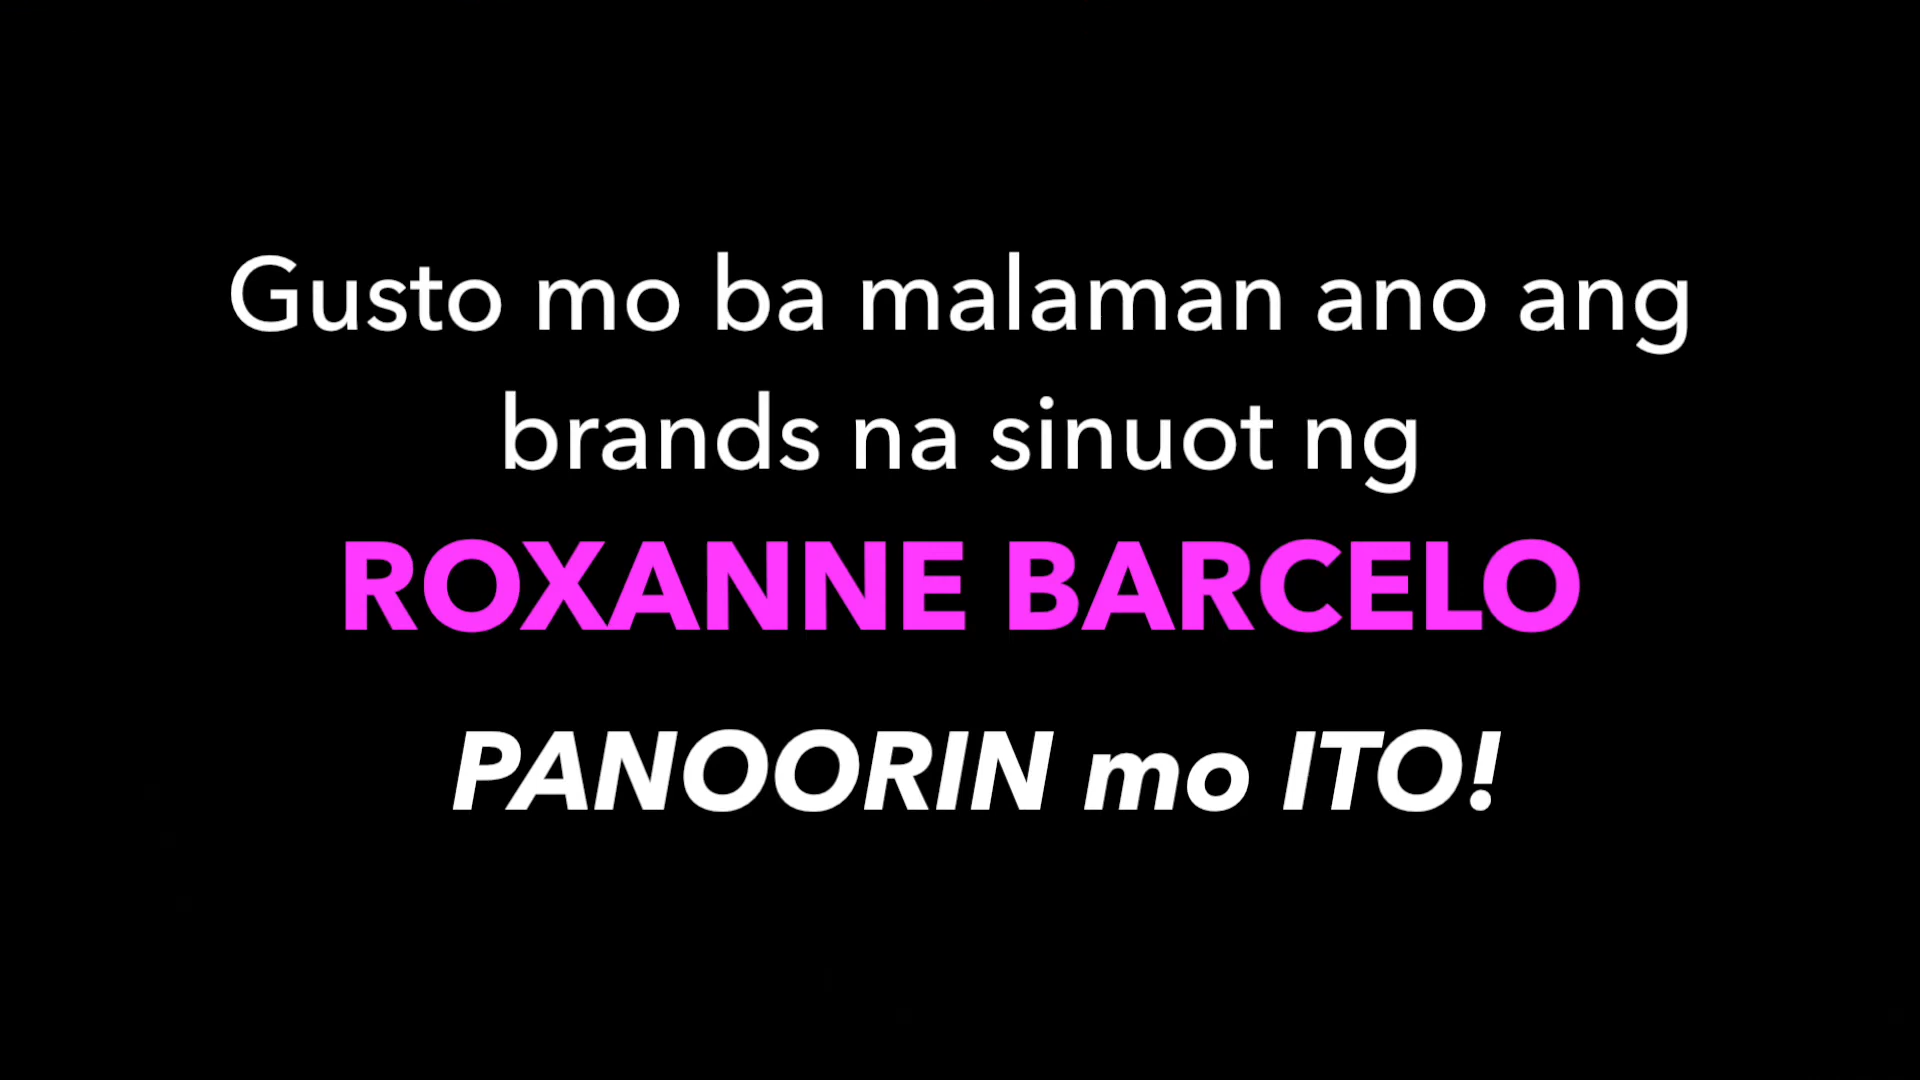 Gusto mo ba malaman ano ang
brands na sinuot ng
ROXANNE BARCELO
PANOORIN mo ITO!